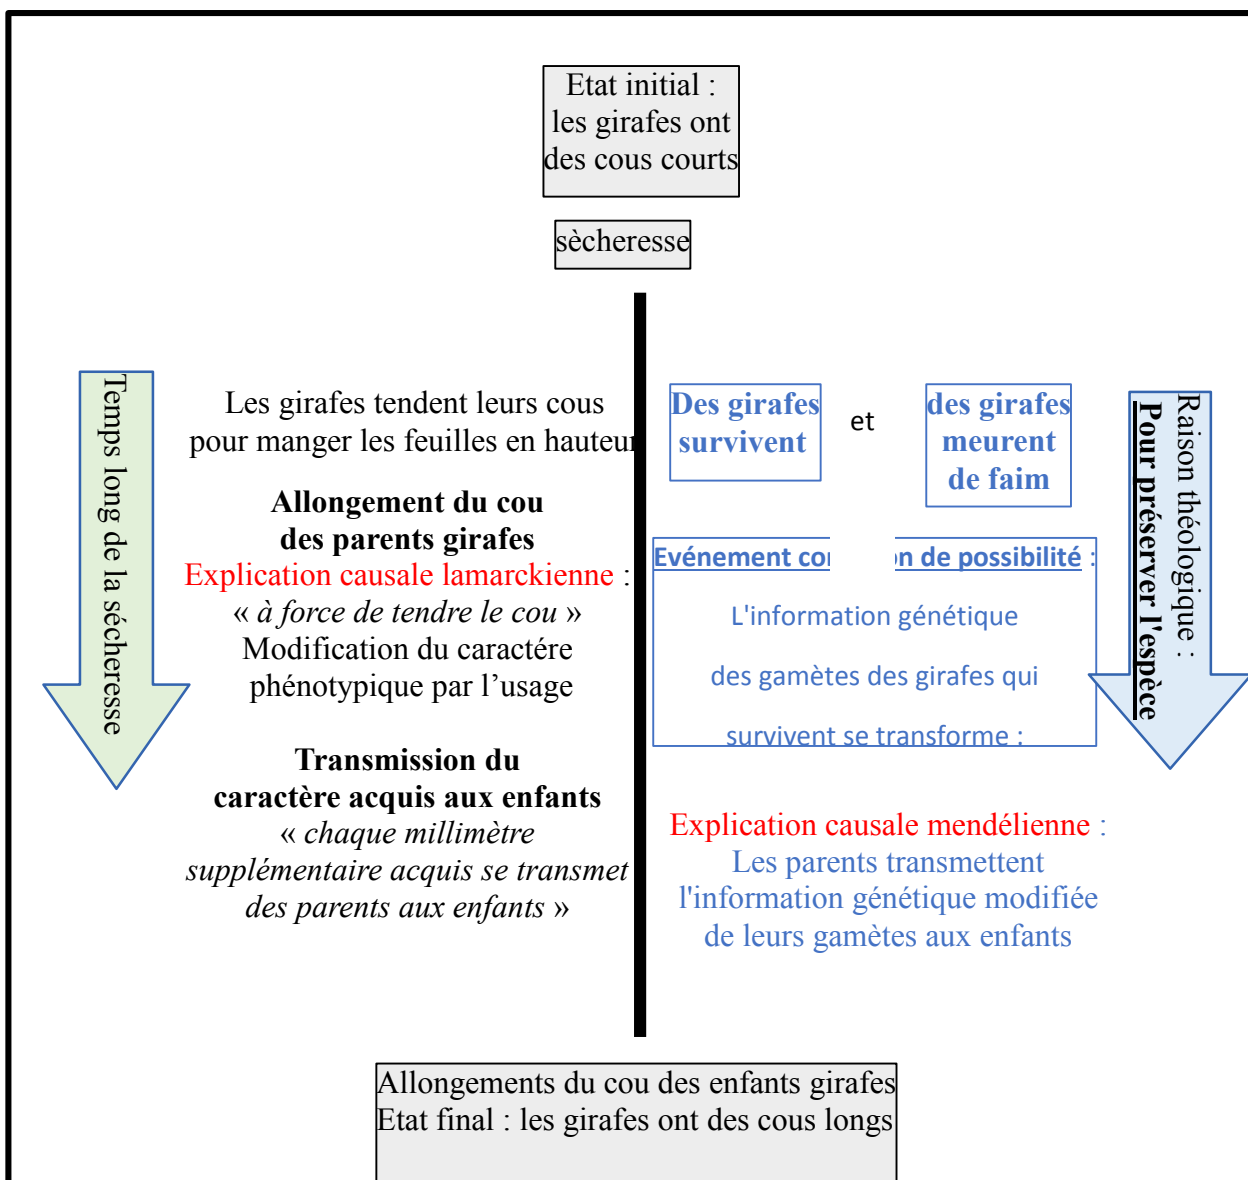 Etat initial :
les girafes ont
des cous courts
sècheresse
Temps long de la sécheresse
Les girafes tendent leurs cous
pour manger les feuilles en hauteur
Allongement du cou
des parents girafes
Explication causale lamarckienne :
« à force de tendre le cou »
Modification du caractére
phénotypique par l’usage
Transmission du
caractère acquis aux enfants
« chaque millimètre
supplémentaire acquis se transmet
des parents aux enfants »
Des girafes
survivent
et
des girafes
meurent
de faim
Evénement con on de possibilité :
L'information génétique
des gamètes des girafes qui
survivent se transforme :
Explication causale mendélienne :
Les parents transmettent
l'information génétique modifiée
de leurs gamètes aux enfants
Raison théologique :
Pour préserver l'espèce
Allongements du cou des enfants girafes
Etat final : les girafes ont des cous longs